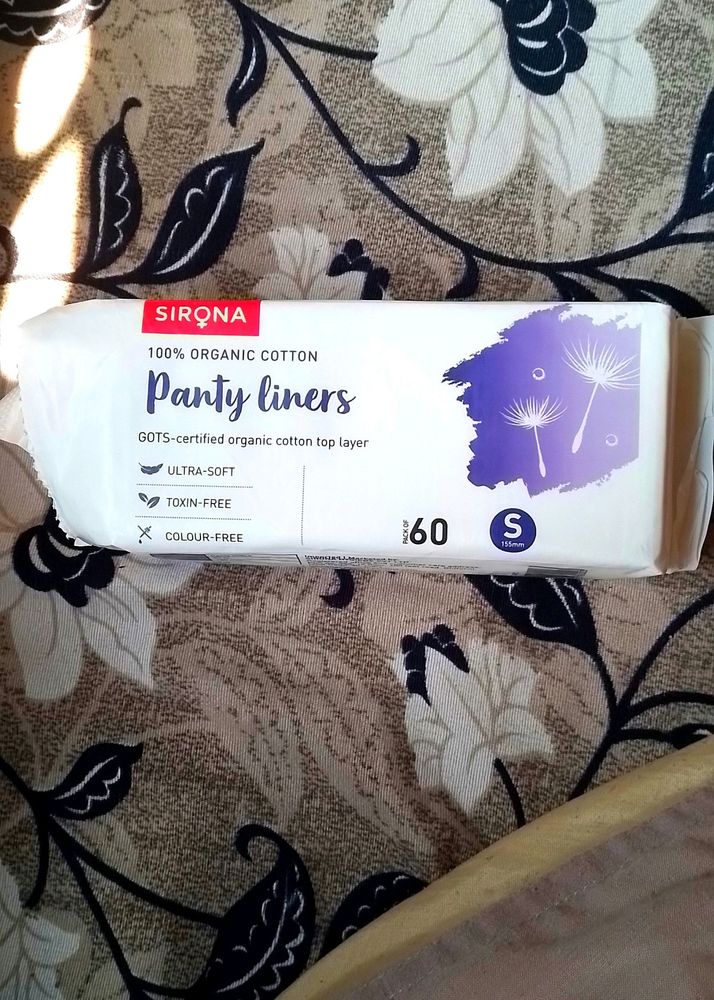 SIRONA
100% ORGANIC COTTON
Panty liners
GOTS-certified organic cotton top layer
ULTRA-SOFT
TOXIN-FREE
COLOUR-FREE
PACK OF 60
S
155mm